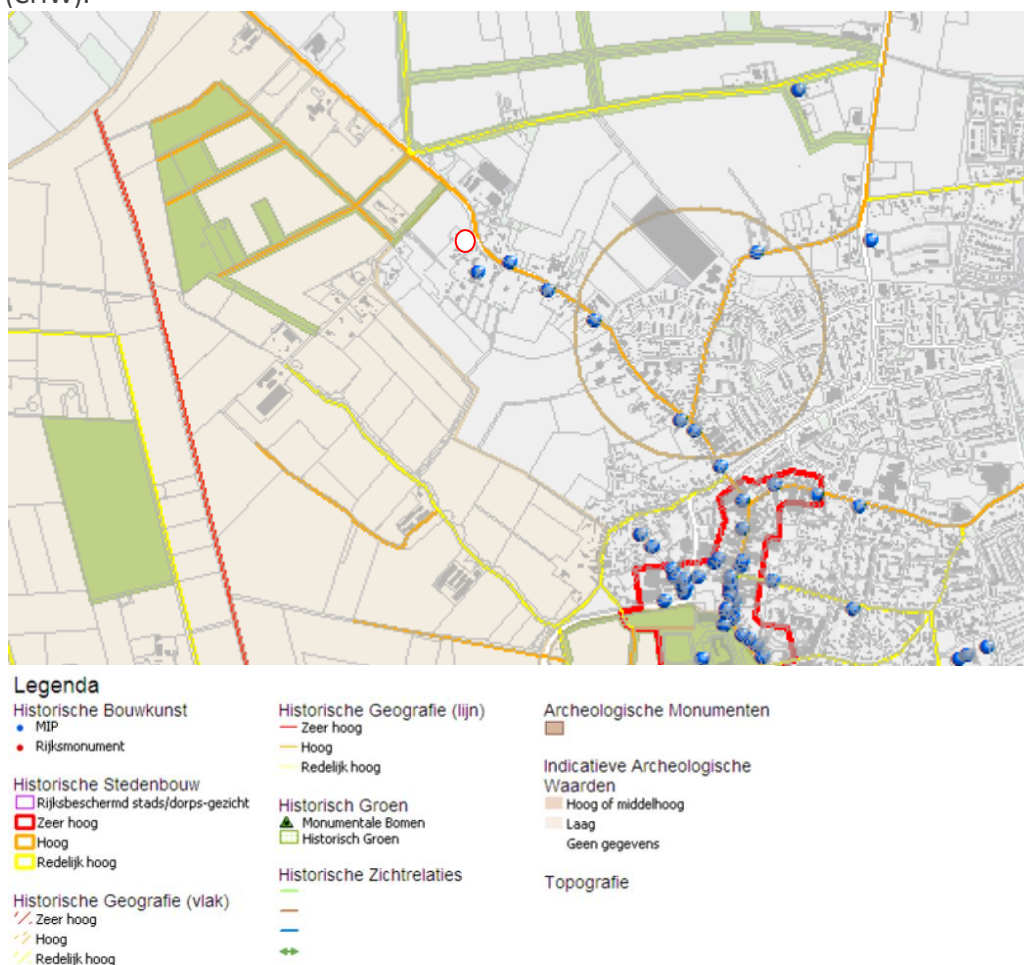 (CHW).
Legenda
Historische Bouwkunst
MIP
Rijksmonument
Historische Stedenbouw
Rijksbeschermd stads/dorps-gezicht
Zeer hoog
Hoog
Redelijk hoog
Historische Geografie (vlak)
Zeer hoog
Hoog
Redelijk hoog
Historische Geografie (lijn)
Zeer hoog
Hoog
Redelijk hoog
Historisch Groen
Monumentale Bomen
Historisch Groen
Historische Zichtrelaties
Archeologische Monumenten
Indicatieve Archeologische
Waarden
Hoog of middelhoog
Laag
Geen gegevens
Topografie